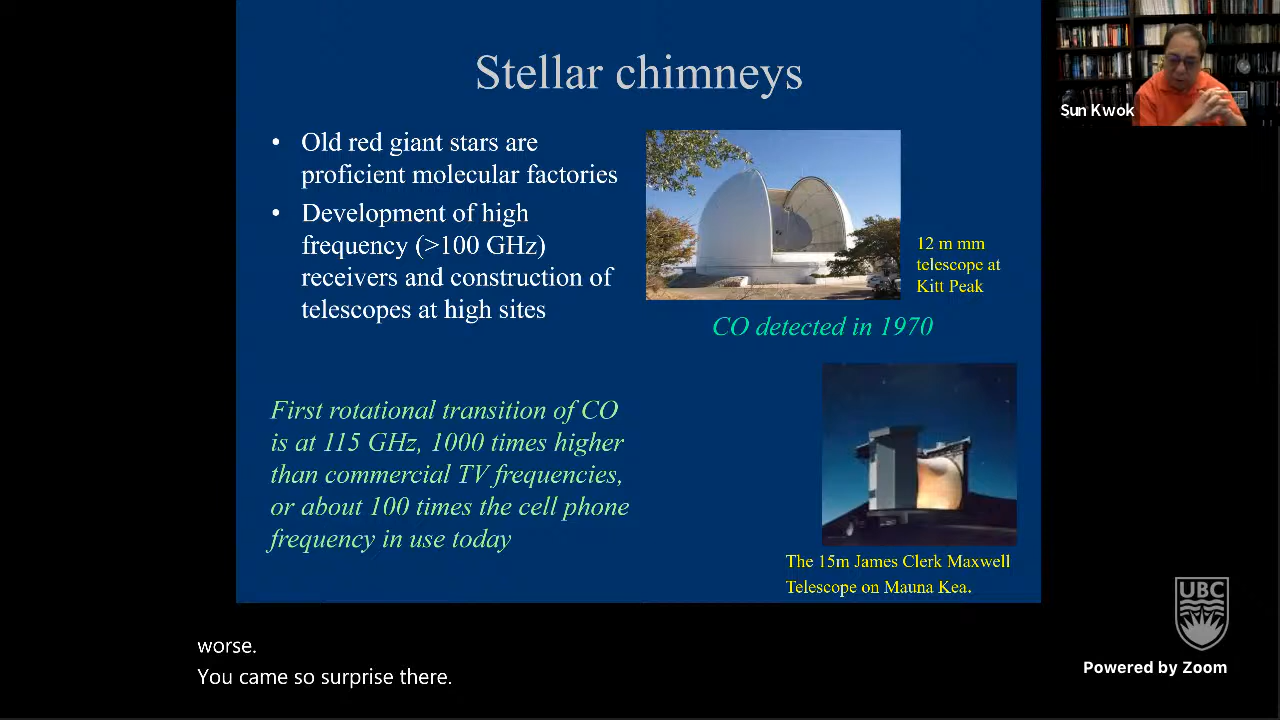 Stellar chimneys
• Old red giant stars are
proficient molecular factories
• Development of high
frequency (>100 GHz)
receivers and construction of
telescopes at high sites
12 m mm
telescope at
Kitt Peak
CO detected in 1970
First rotational transition of CO
is at 115 GHz, 1000 times higher
than commercial TV frequencies,
or about 100 times the cell phone
frequency in use today
The 15m James Clerk Maxwell
Telescope on Mauna Kea.
Sun Kwok
UBC
Powered by Zoom
worse.
You came so surprise there.